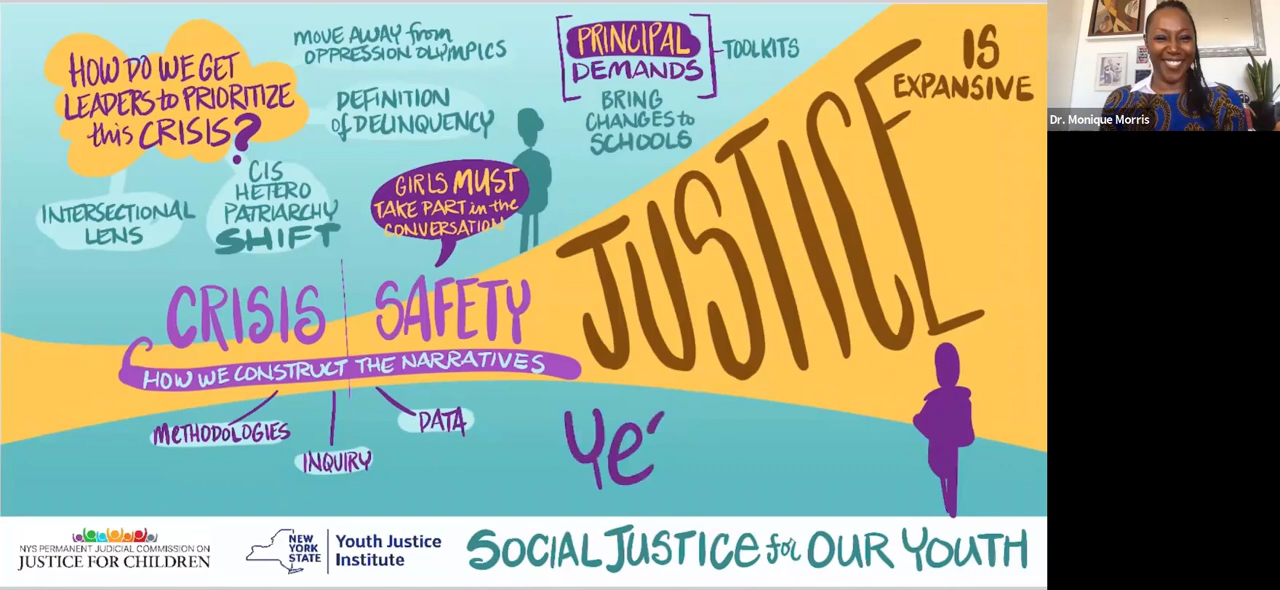 HOW DO WE GET
LEADERS to PRIORITIZE
this CRISIS?
MOVE AWAY from
OPPRESSION OLYMPICS
DEFINITION
of DELINQUENCY
INTERSECTIONAL
LENS
CIS
HETERO
PATRIARCHY
SHIFT
GIRLS MUST
TAKE PART in the
CONVERSATION
PRINCIPAL
DEMANDS
TOOLKITS
BRING
CHANGES to
SCHOOLS
JUSTICE
IS
EXPANSIVE
CRISIS
SAFETY
HOW WE CONSTRUCT THE NARRATIVES
METHODOLOGIES
INQUIRY
DATA
Ye'
NYS PERMANENT JUDICIAL COMMISSION ON
JUSTICE FOR CHILDREN
NEW
YORK
STATE
Youth Justice
Institute
SOCIAL JUSTICE for OUR YOUTH
Dr. Monique Morris